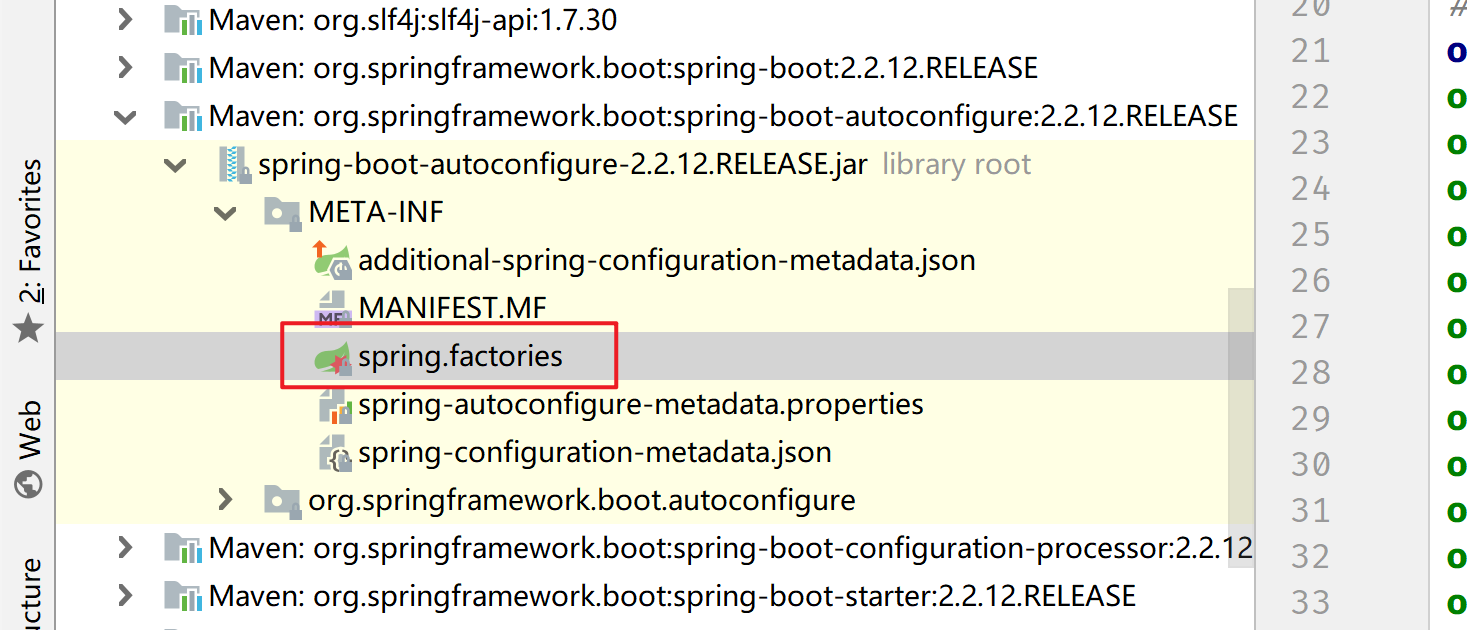 Maven: org.slf4j:slf4j-api:1.7.30
Maven: org.springframework.boot:spring-boot:2.2.12.RELEASE
Maven: org.springframework.boot:spring-boot-autoconfigure:2.2.12.RELEASE
spring-boot-autoconfigure-2.2.12.RELEASE.jar library root
META-INF
additional-spring-configuration-metadata.json
MANIFEST.MF
spring.factories
spring-autoconfigure-metadata.properties
spring-configuration-metadata.json
org.springframework.boot.autoconfigure
Maven: org.springframework.boot:spring-boot-configuration-processor:2.2.12
Maven: org.springframework.boot:spring-boot-starter:2.2.12.RELEASE
2: Favorites
Web
ucture
20 #
21 o
22 o
23 o
24 o
25 o
26 o
27 o
28 o
29 o
30 o
31 o
32 o
33 o